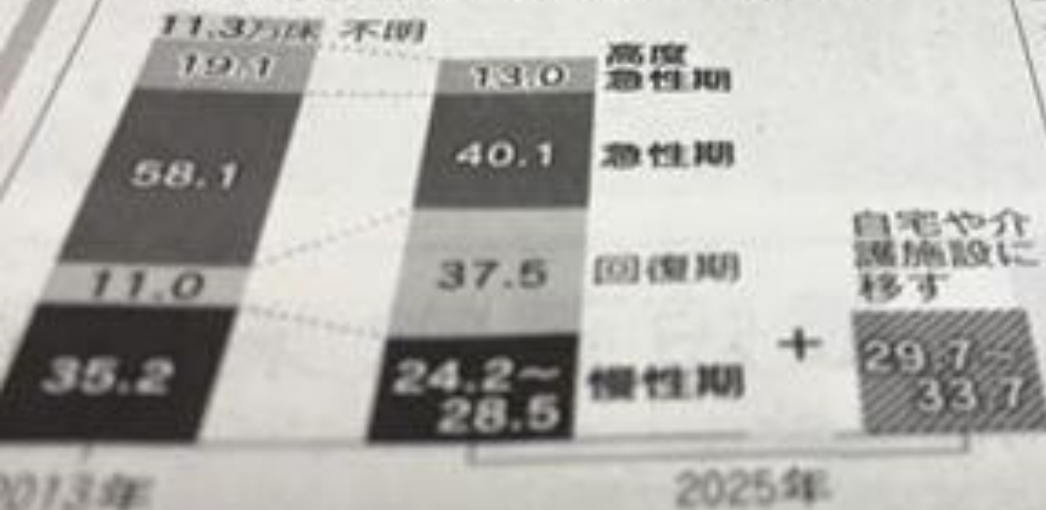 11.3万床 不明
19.1
58.1
11.0
35.2
13.0
40.1
37.5
24.2～
28.5
高度
急性期
急性期
回復期
慢性期
+
自宅や介
護施設に
移す
29.7～
33.7
2013年
2025年